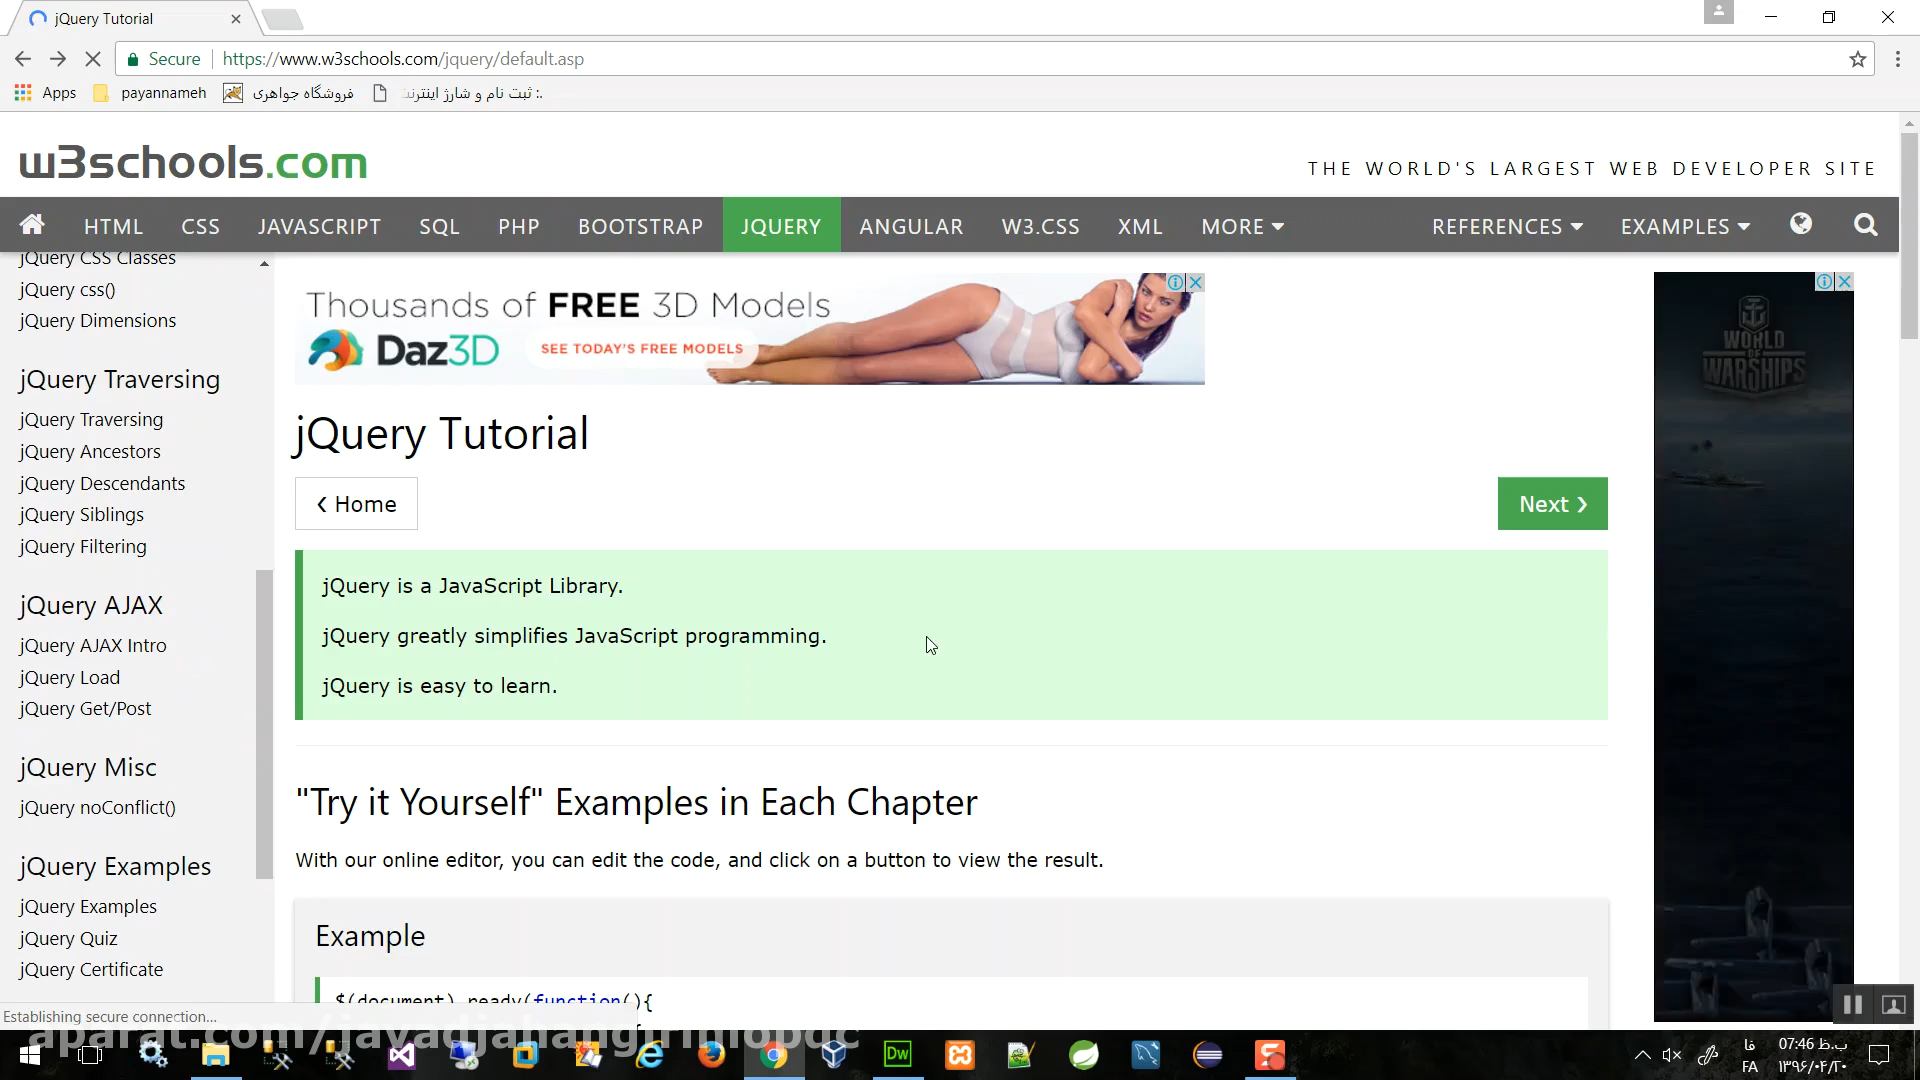 jQuery Tutorial
Secure https://www.w3schools.com/jquery/default.asp
Apps payannameh فروشگاه جواهری ثبت نام و شارژ اینترنت :.
w3schools.com
THE WORLD'S LARGEST WEB DEVELOPER SITE
HTML CSS JAVASCRIPT SQL PHP BOOTSTRAP JQUERY ANGULAR W3.CSS XML MORE REFERENCES EXAMPLES
jQuery CSS Classes
jQuery css()
jQuery Dimensions
jQuery Traversing
jQuery Traversing
jQuery Ancestors
jQuery Descendants
jQuery Siblings
jQuery Filtering
jQuery AJAX
jQuery AJAX Intro
jQuery Load
jQuery Get/Post
jQuery Misc
jQuery noConflict()
jQuery Examples
jQuery Examples
jQuery Quiz
jQuery Certificate
Thousands of FREE 3D Models
Daz3D SEE TODAY'S FREE MODELS
WORLD
OF
WARSHIPS
jQuery Tutorial
❮ Home
Next ❯
jQuery is a JavaScript Library.
jQuery greatly simplifies JavaScript programming.
jQuery is easy to learn.
"Try it Yourself" Examples in Each Chapter
With our online editor, you can edit the code, and click on a button to view the result.
Example
$(document).ready(function(){
Establishing secure connection...
Dw
فا
FA
07:46 ب.ظ
۱۳۹۶/۰۴/۲۰